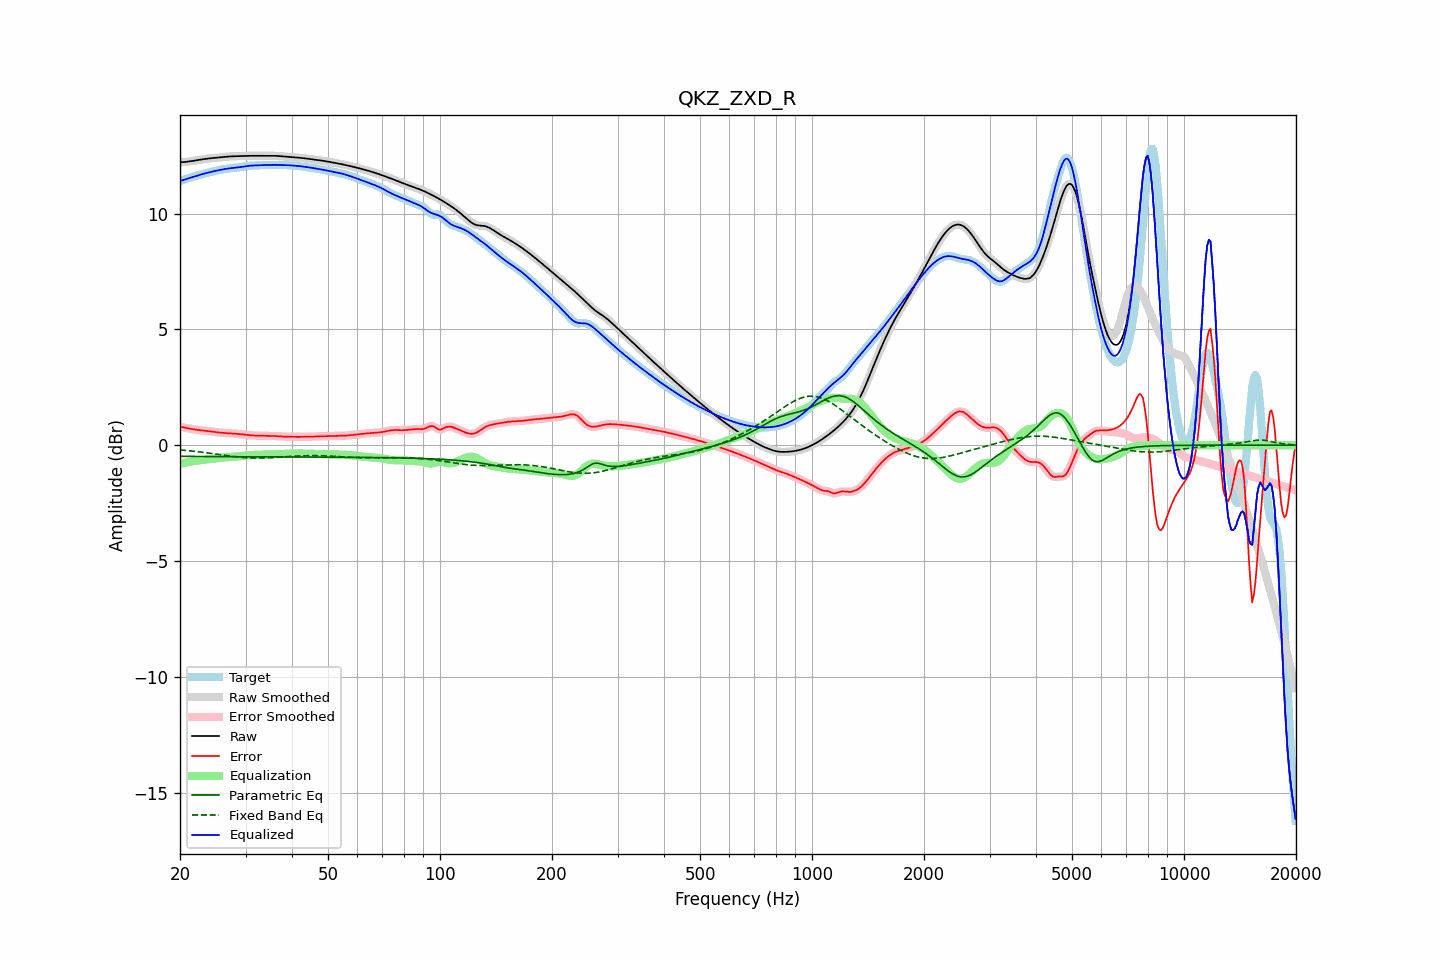 QKZ_ZXD_R
Amplitude (dBr)
10
5
0
−5
−10
−15
Target
Raw Smoothed
Error Smoothed
Raw
Error
Equalization
Parametric Eq
Fixed Band Eq
Equalized
20 50 100 200 500 1000 2000 5000 10000 20000
Frequency (Hz)